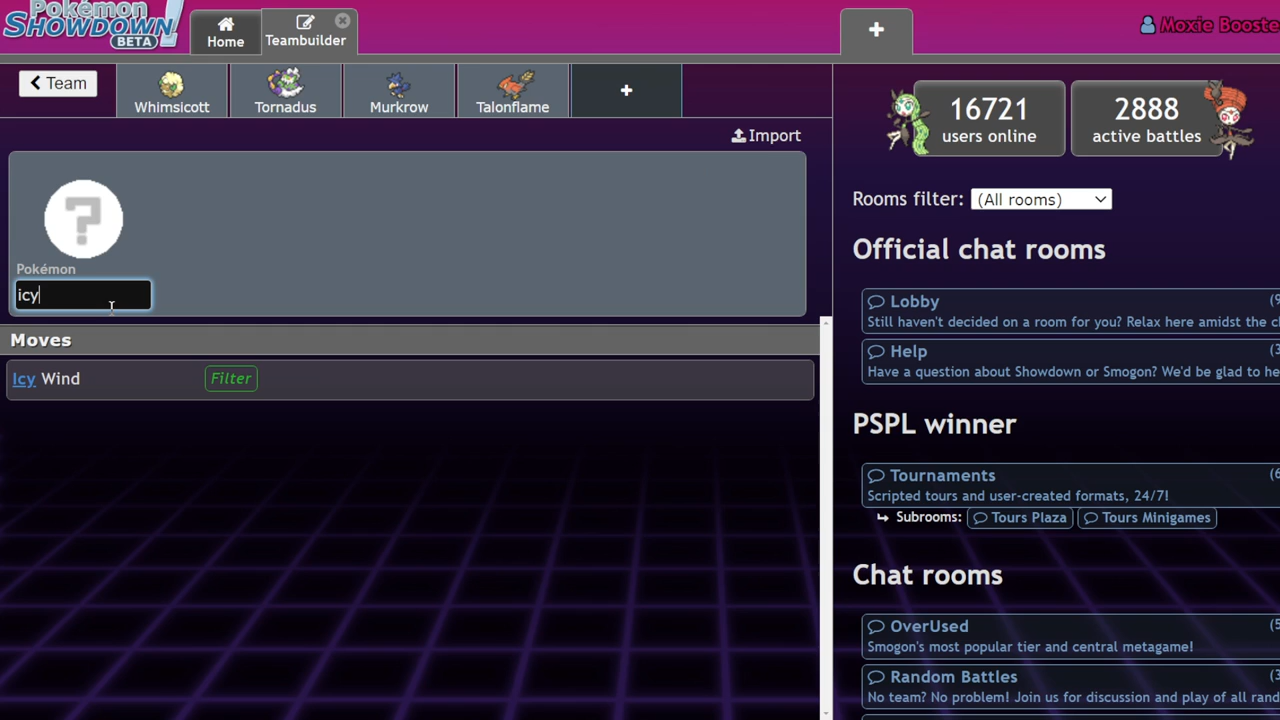 Pokémon
SHOWDOWN!
BETA
Home
Teambuilder
+
Moxie Booste
Team
Whimsicott
Tornadus
Murkrow
Talonflame
+
Import
?
Pokémon
icy
Moves
Icy Wind
Filter
16721
users online
2888
active battles
Rooms filter: (All rooms)
Official chat rooms
Lobby
Still haven't decided on a room for you? Relax here amidst the c
Help
Have a question about Showdown or Smogon? We'd be glad to he
PSPL winner
Tournaments (6
Scripted tours and user-created formats, 24/7!
Subrooms: Tours Plaza Tours Minigames
Chat rooms
OverUsed (5
Smogon's most popular tier and central metagame!
Random Battles (3
No team? No problem! Join us for discussion and play of all rand